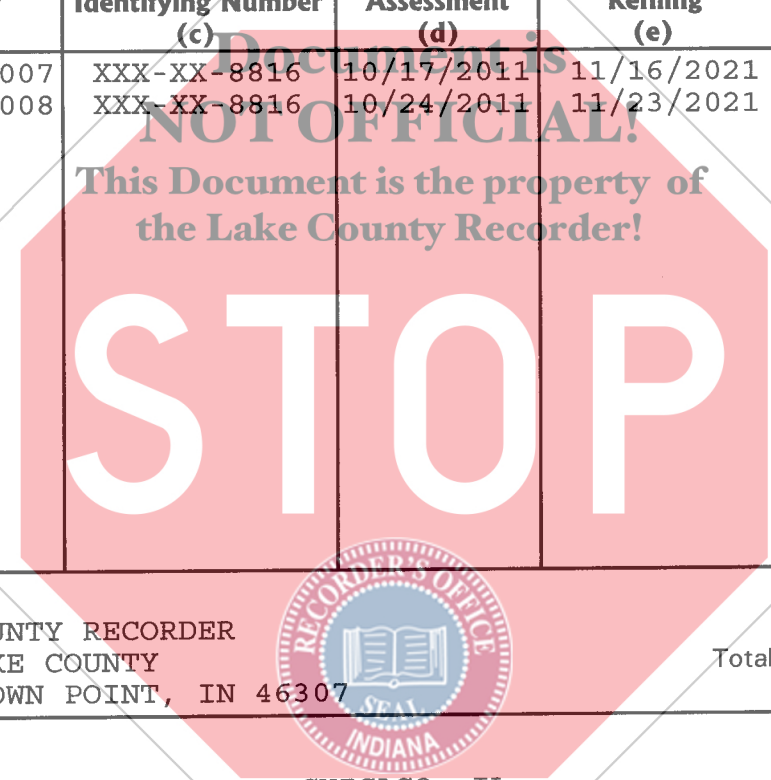 Identifying Number Assessment Refiling
(c) (d) (e)
Document is
007 XXX-XX-8816 10/17/2011 11/16/2021
008 XXX-XX-8816 10/24/2011 11/23/2021
NOT OFFICIAL!
This Document is the property of
the Lake County Recorder!
STOP
RECORDER'S OFFICE
UNTY RECORDER
KE COUNTY Total
OWN POINT, IN 46307
SEAL
INDIANA